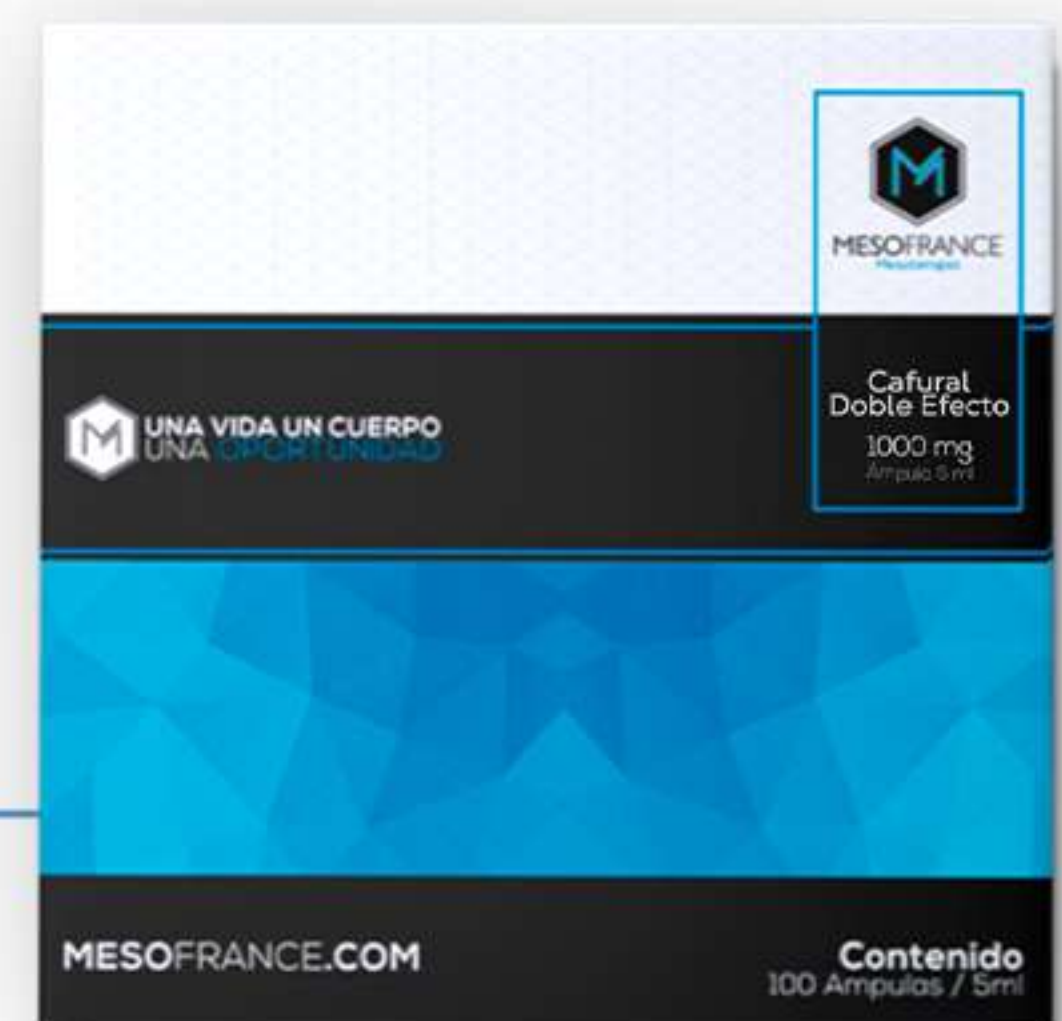 MESOFRANCE
Mesoterapia
Cafural
Doble Efecto
1000 mg
Ampula 5 ml
UNA VIDA UN CUERPO
UNA OPORTUNIDAD
MESOFRANCE.COM
Contenido
100 Ampulas / 5ml